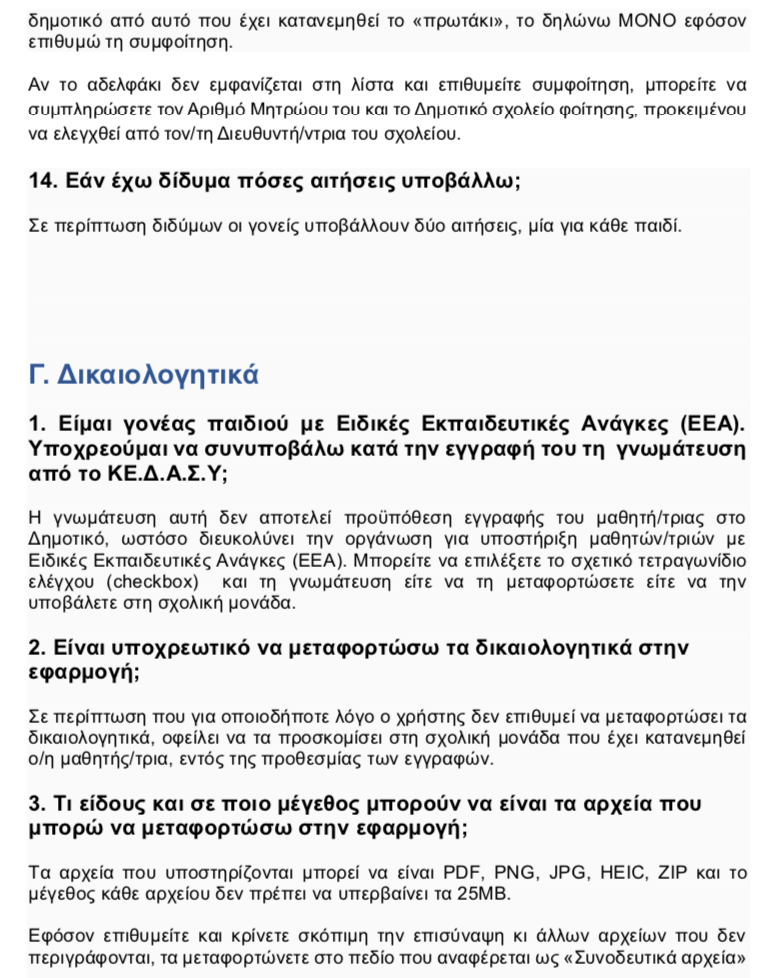 δημοτικό από αυτό που έχει κατανεμηθεί το «πρωτάκι», το δηλώνω ΜΟΝΟ εφόσον
επιθυμώ τη συμφοίτηση.
Αν το αδελφάκι δεν εμφανίζεται στη λίστα και επιθυμείτε συμφοίτηση, μπορείτε να
συμπληρώσετε τον Αριθμό Μητρώου του και το Δημοτικό σχολείο φοίτησης, προκειμένου
να ελεγχθεί από τον/τη Διευθυντή/ντρια του σχολείου.
14. Εάν έχω δίδυμα πόσες αιτήσεις υποβάλλω;
Σε περίπτωση διδύμων οι γονείς υποβάλλουν δύο αιτήσεις, μία για κάθε παιδί.
Γ. Δικαιολογητικά
1. Είμαι γονέας παιδιού με Ειδικές Εκπαιδευτικές Ανάγκες (ΕΕΑ).
Υποχρεούμαι να συνυποβάλω κατά την εγγραφή του τη γνωμάτευση
από το ΚΕ.Δ.Α.Σ.Υ;
Η γνωμάτευση αυτή δεν αποτελεί προϋπόθεση εγγραφής του μαθητή/τριας στο
Δημοτικό, ωστόσο διευκολύνει την οργάνωση για υποστήριξη μαθητών/τριών με
Ειδικές Εκπαιδευτικές Ανάγκες (ΕΕΑ). Μπορείτε να επιλέξετε το σχετικό τετραγωνίδιο
ελέγχου (checkbox) και τη γνωμάτευση είτε να τη μεταφορτώσετε είτε να την
υποβάλετε στη σχολική μονάδα.
2. Είναι υποχρεωτικό να μεταφορτώσω τα δικαιολογητικά στην
εφαρμογή;
Σε περίπτωση που για οποιοδήποτε λόγο ο χρήστης δεν επιθυμεί να μεταφορτώσει τα
δικαιολογητικά, οφείλει να τα προσκομίσει στη σχολική μονάδα που έχει κατανεμηθεί
ο/η μαθητής/τρια, εντός της προθεσμίας των εγγραφών.
3. Τι είδους και σε ποιο μέγεθος μπορούν να είναι τα αρχεία που
μπορώ να μεταφορτώσω στην εφαρμογή;
Τα αρχεία που υποστηρίζονται μπορεί να είναι PDF, PNG, JPG, HEIC, ZIP και το
μέγεθος κάθε αρχείου δεν πρέπει να υπερβαίνει τα 25MB.
Εφόσον επιθυμείτε και κρίνετε σκόπιμη την επισύναψη κι άλλων αρχείων που δεν
περιγράφονται, τα μεταφορτώνετε στο πεδίο που αναφέρεται ως «Συνοδευτικά αρχεία»